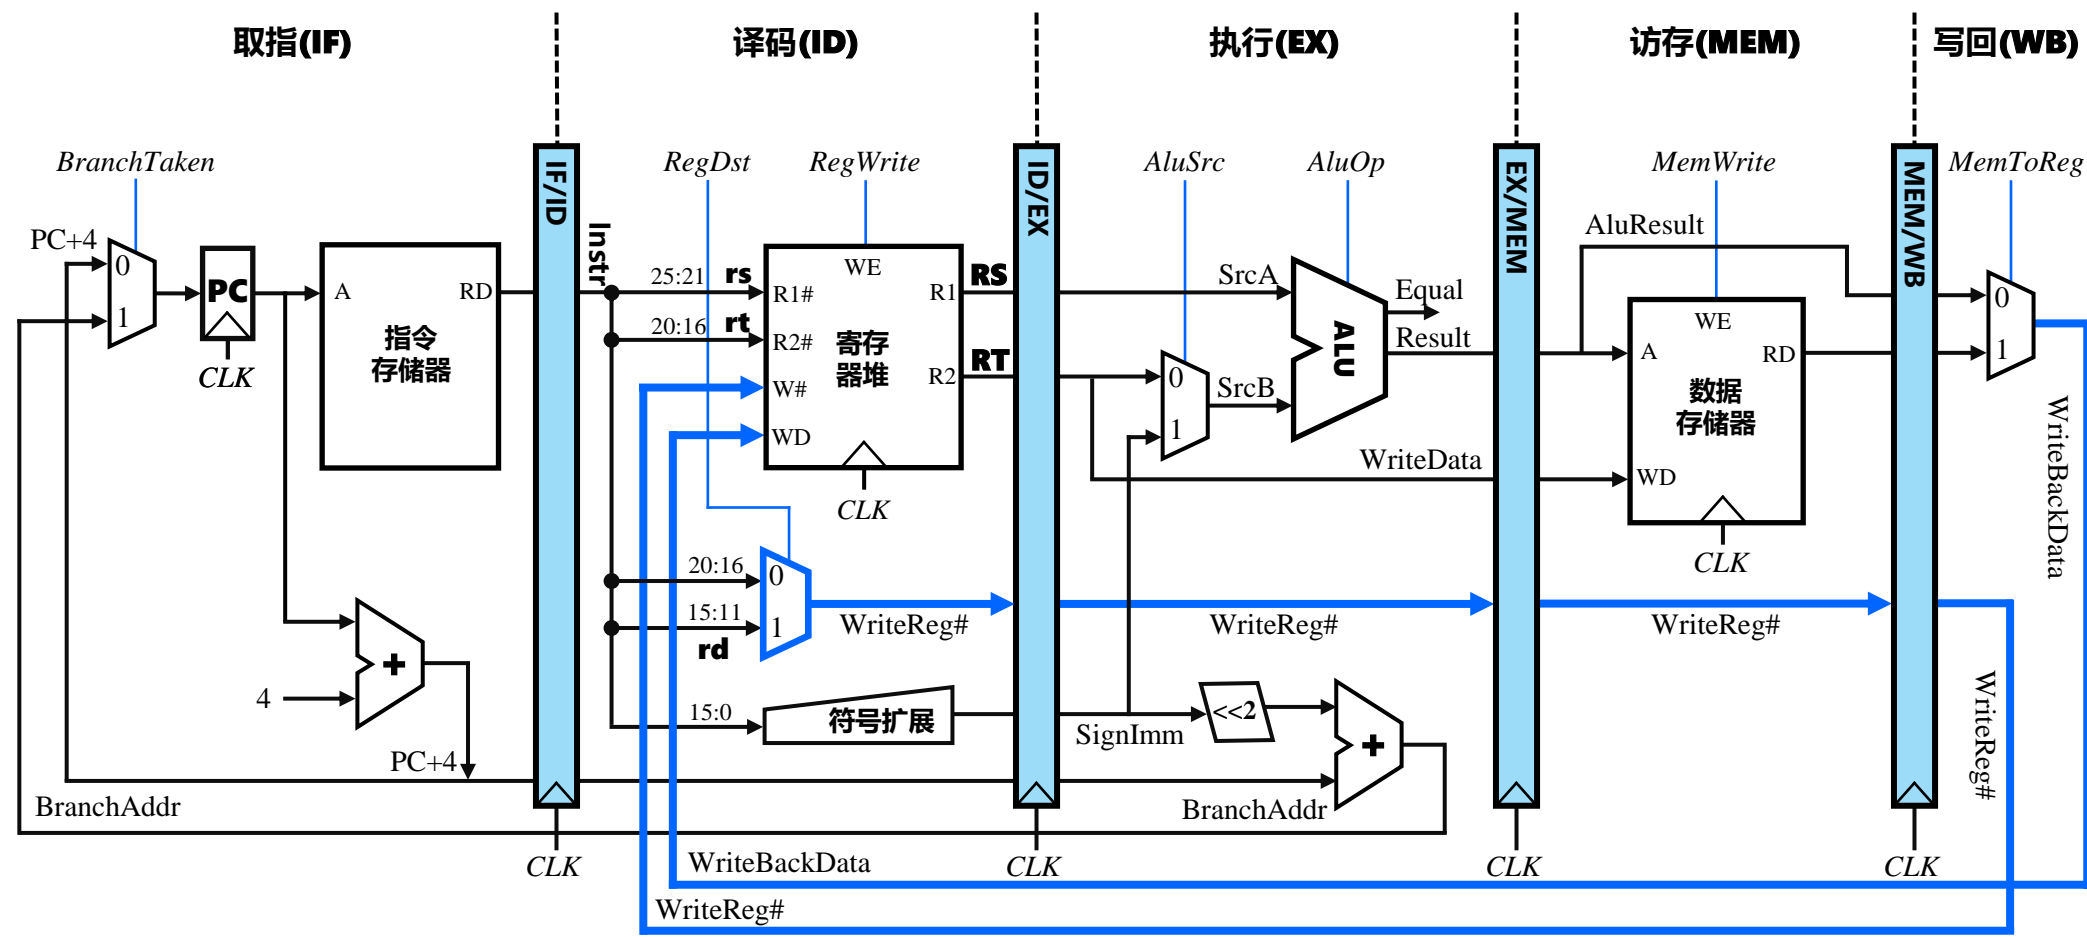 取指(IF)
译码(ID)
执行(EX)
访存(MEM)
写回(WB)
BranchTaken
RegDst
RegWrite
AluSrc
AluOp
MemWrite
MemToReg
IF/ID
ID/EX
EX/MEM
MEM/WB
PC+4
0
1
PC
CLK
A
RD
指令
存储器
Instr
25:21
rs
20:16
rt
R1#
R2#
W#
WD
WE
R1
R2
寄存
器堆
CLK
RS
RT
SrcA
0
1
SrcB
ALU
Equal
Result
WriteData
AluResult
WE
A
RD
数据
存储器
WD
CLK
0
1
WriteBackData
20:16
0
15:11
1
rd
WriteReg#
WriteReg#
WriteReg#
WriteReg#
4
+
PC+4
15:0
符号扩展
SignImm
<<2
+
BranchAddr
BranchAddr
CLK
CLK
CLK
CLK
WriteBackData
WriteReg#